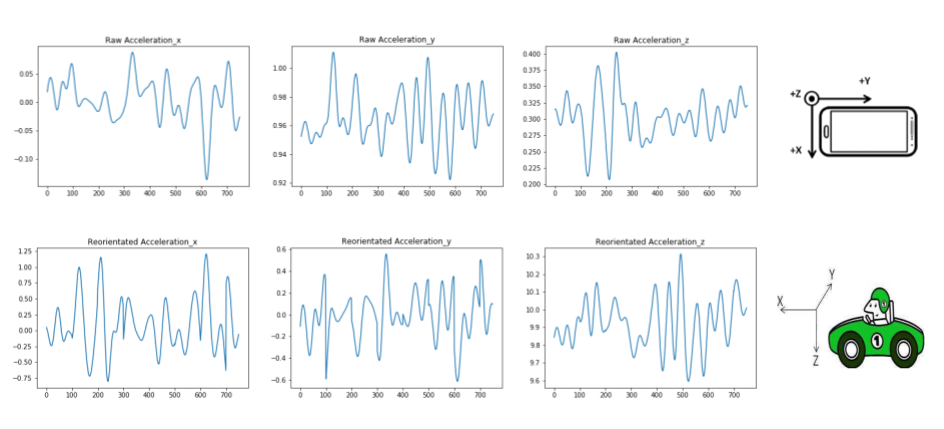 Raw Acceleration_x
0.05
0.00
−0.05
−0.10
0 100 200 300 400 500 600 700
Raw Acceleration_y
1.00
0.98
0.96
0.94
0.92
0 100 200 300 400 500 600 700
Raw Acceleration_z
0.400
0.375
0.350
0.325
0.300
0.275
0.250
0.225
0.200
0 100 200 300 400 500 600 700
+Y
+Z
+X
Reorientated Acceleration_x
1.25
1.00
0.75
0.50
0.25
0.00
−0.25
−0.50
−0.75
0 100 200 300 400 500 600 700
Reorientated Acceleration_y
0.6
0.4
0.2
0.0
−0.2
−0.4
−0.6
0 100 200 300 400 500 600 700
Reorientated Acceleration_z
10.3
10.2
10.1
10.0
9.9
9.8
9.7
9.6
0 100 200 300 400 500 600 700
Y
X
Z
1